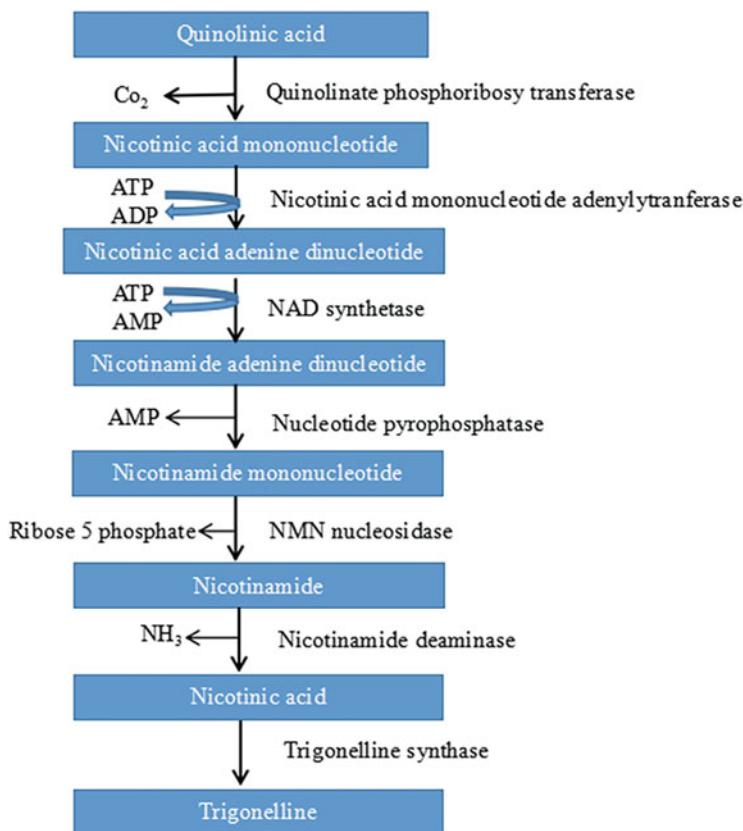 Quinolinic acid
Co₂
Quinolinate phosphoribosy transferase
Nicotinic acid mononucleotide
ATP
ADP
Nicotinic acid mononucleotide adenylytranferase
Nicotinic acid adenine dinucleotide
ATP
AMP
NAD synthetase
Nicotinamide adenine dinucleotide
AMP
Nucleotide pyrophosphatase
Nicotinamide mononucleotide
Ribose 5 phosphate
NMN nucleosidase
Nicotinamide
NH₃
Nicotinamide deaminase
Nicotinic acid
Trigonelline synthase
Trigonelline